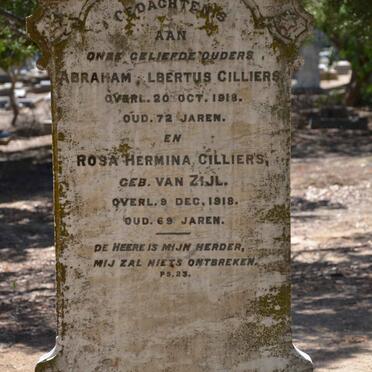 GEDACHTENIS
AAN
ONZE GELIEFDE OUDERS
ABRAHAM ALBERTUS CILLIERS
OVERL. 20 OCT. 1918.
OUD. 72 JAREN.
EN
ROSA HERMINA CILLIERS,
GEB. VAN ZIJL.
OVERL. 9 DEC. 1918.
OUD. 69 JAREN.
DE HEERE IS MIJN HERDER,
MIJ ZAL NIETS ONTBREKEN.
PS. 23.